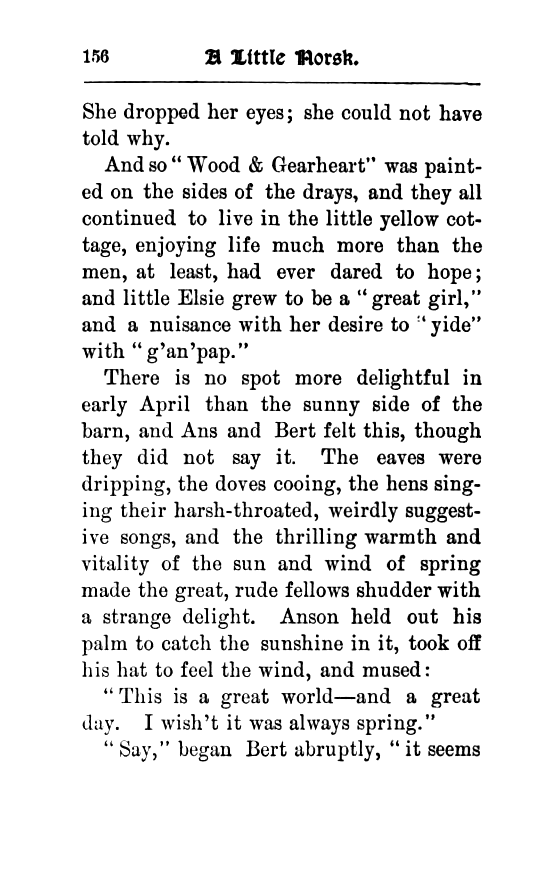 156 A Little Norsk.
She dropped her eyes; she could not have
told why.
And so "Wood & Gearheart" was paint-
ed on the sides of the drays, and they all
continued to live in the little yellow cot-
tage, enjoying life much more than the
men, at least, had ever dared to hope;
and little Elsie grew to be a "great girl,"
and a nuisance with her desire to "yide"
with "g'an'pap."
There is no spot more delightful in
early April than the sunny side of the
barn, and Ans and Bert felt this, though
they did not say it. The eaves were
dripping, the doves cooing, the hens sing-
ing their harsh-throated, weirdly suggest-
ive songs, and the thrilling warmth and
vitality of the sun and wind of spring
made the great, rude fellows shudder with
a strange delight. Anson held out his
palm to catch the sunshine in it, took off
his hat to feel the wind, and mused:
"This is a great world—and a great
day. I wish't it was always spring."
"Say," began Bert abruptly, "it seems